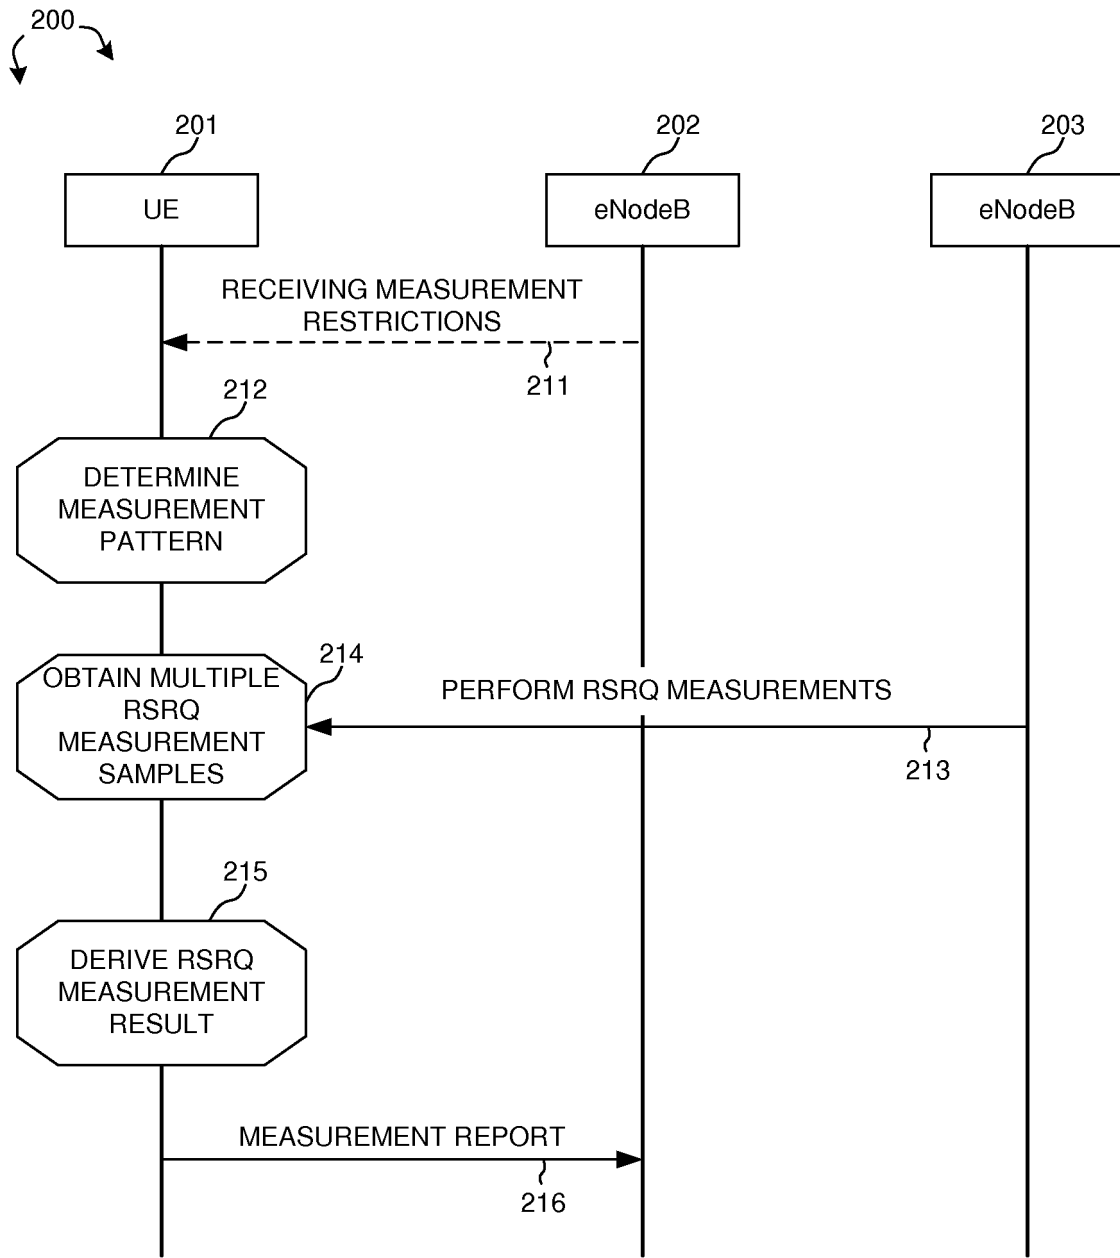 200
201
202
203
UE
eNodeB
eNodeB
RECEIVING MEASUREMENT
RESTRICTIONS
211
212
DETERMINE
MEASUREMENT
PATTERN
214
OBTAIN MULTIPLE
RSRQ
MEASUREMENT
SAMPLES
PERFORM RSRQ MEASUREMENTS
213
215
DERIVE RSRQ
MEASUREMENT
RESULT
MEASUREMENT REPORT
216